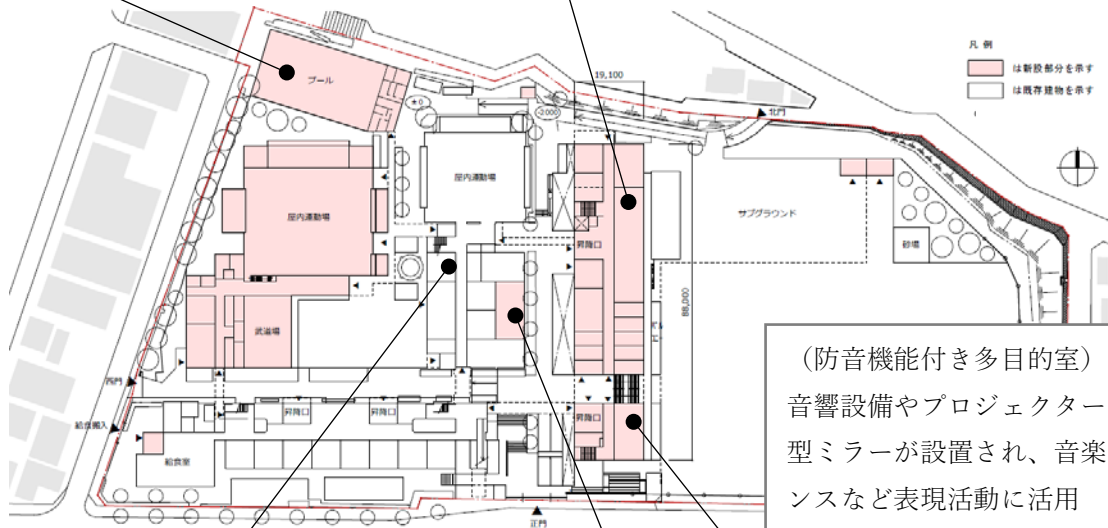 凡 例
は新設部分を示す
は既存建物を示す
プール
19,100
±0
-2000
北門
屋内運動場
屋内運動場
サブグラウンド
昇降口
砂場
88,000
武道場
西門
給食搬入
昇降口
昇降口
昇降口
給食室
正門
（防音機能付き多目的室）
音響設備やプロジェクター
型ミラーが設置され、音楽
ンスなど表現活動に活用